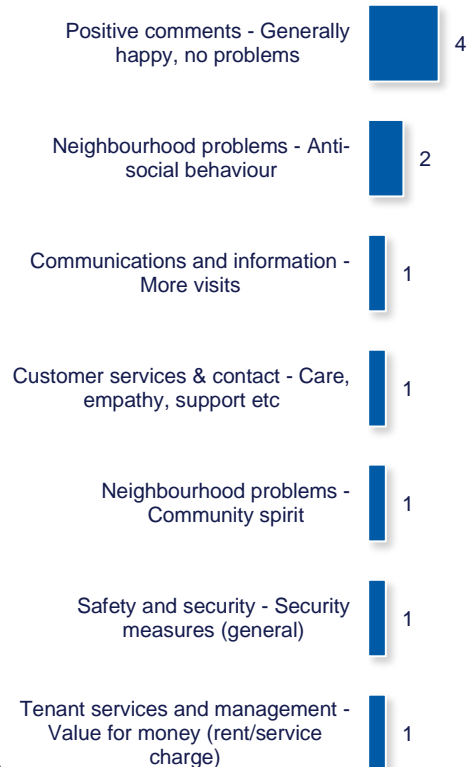 Positive comments - Generally
happy, no problems
4
Neighbourhood problems - Anti-
social behaviour
2
Communications and information -
More visits
1
Customer services & contact - Care,
empathy, support etc
1
Neighbourhood problems -
Community spirit
1
Safety and security - Security
measures (general)
1
Tenant services and management -
Value for money (rent/service
charge)
1